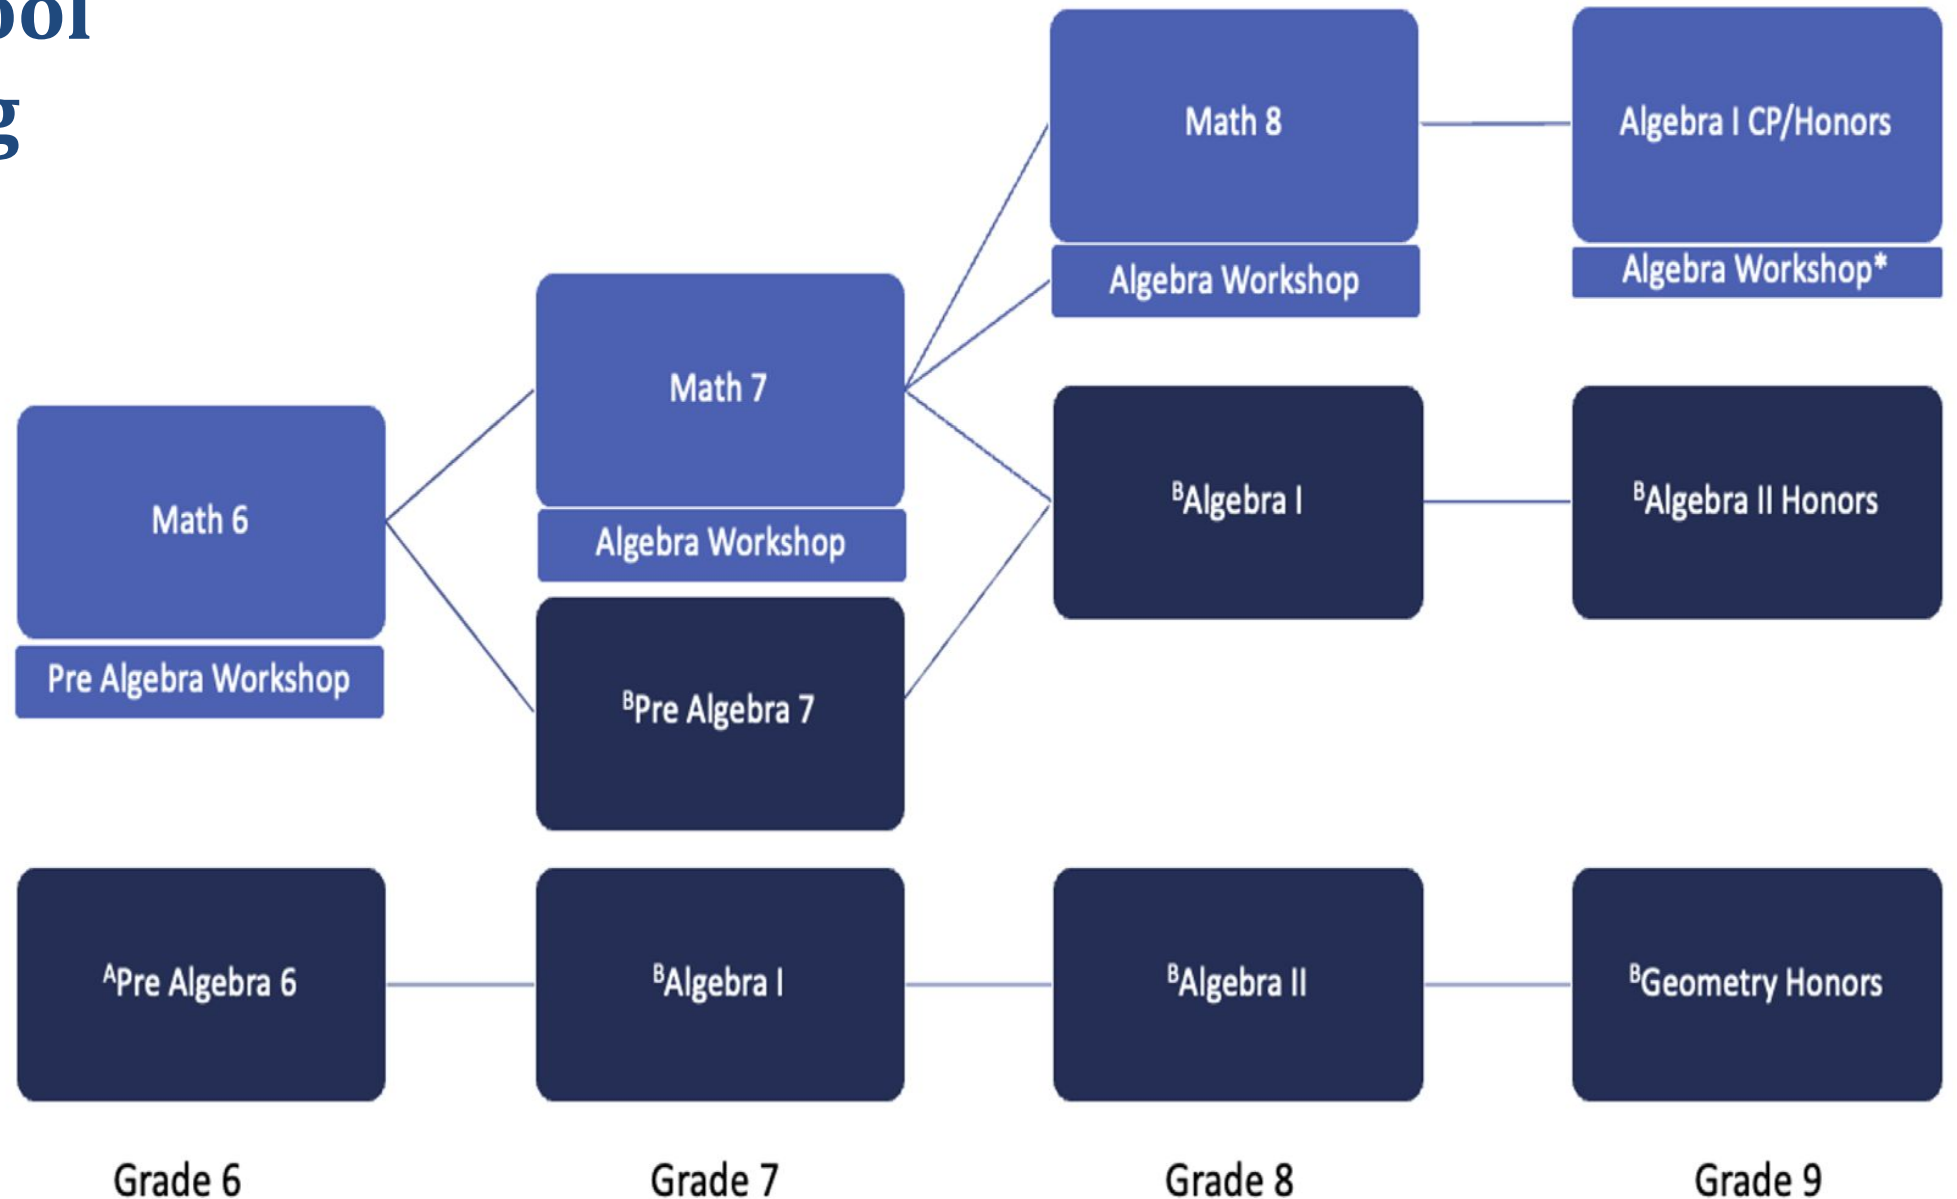 Math 8
Algebra I CP/Honors
Algebra Workshop
Algebra Workshop*
Math 7
Algebra Workshop
Math 6
Pre Algebra Workshop
ᴮAlgebra I
ᴮAlgebra II Honors
ᴮPre Algebra 7
ᴬPre Algebra 6
ᴮAlgebra I
ᴮAlgebra II
ᴮGeometry Honors
Grade 6
Grade 7
Grade 8
Grade 9